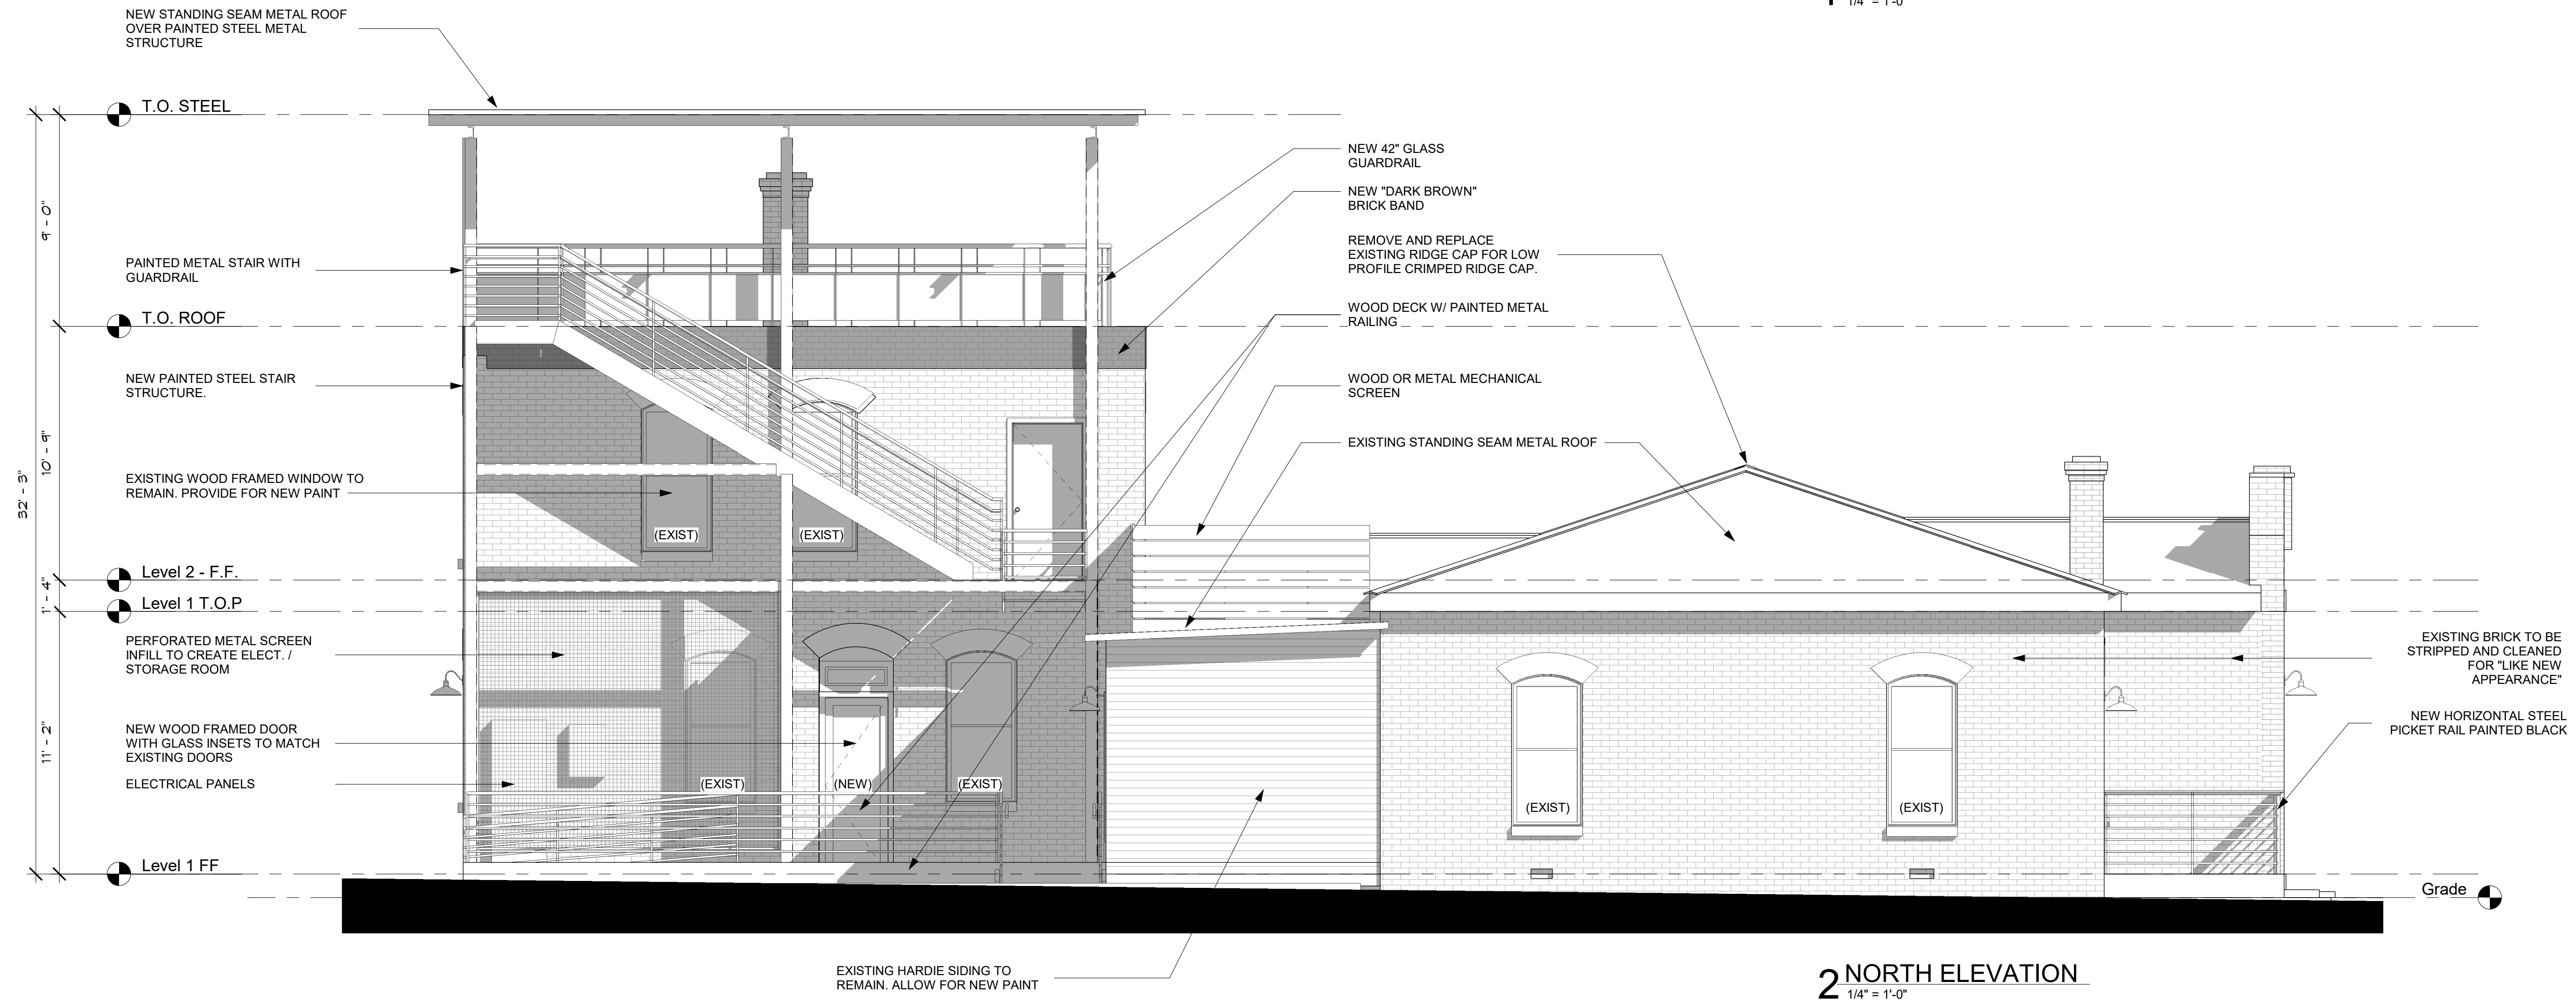 1/4" = 1'-0"
NEW STANDING SEAM METAL ROOF
OVER PAINTED STEEL METAL
STRUCTURE
T.O. STEEL
NEW 42" GLASS
GUARDRAIL
NEW "DARK BROWN"
BRICK BAND
9' - 0"
REMOVE AND REPLACE
EXISTING RIDGE CAP FOR LOW
PROFILE CRIMPED RIDGE CAP.
PAINTED METAL STAIR WITH
GUARDRAIL
WOOD DECK W/ PAINTED METAL
RAILING
T.O. ROOF
NEW PAINTED STEEL STAIR
STRUCTURE.
WOOD OR METAL MECHANICAL
SCREEN
EXISTING STANDING SEAM METAL ROOF
10' - 9"
32' - 3"
EXISTING WOOD FRAMED WINDOW TO
REMAIN. PROVIDE FOR NEW PAINT
(EXIST)
(EXIST)
Level 2 - F.F.
1' - 4"
Level 1 T.O.P
PERFORATED METAL SCREEN
INFILL TO CREATE ELECT. /
STORAGE ROOM
EXISTING BRICK TO BE
STRIPPED AND CLEANED
FOR "LIKE NEW
APPEARANCE"
NEW HORIZONTAL STEEL
PICKET RAIL PAINTED BLACK
NEW WOOD FRAMED DOOR
WITH GLASS INSETS TO MATCH
EXISTING DOORS
11' - 2"
ELECTRICAL PANELS
(EXIST)
(NEW)
(EXIST)
(EXIST)
(EXIST)
Level 1 FF
Grade
EXISTING HARDIE SIDING TO
REMAIN. ALLOW FOR NEW PAINT
2 NORTH ELEVATION
1/4" = 1'-0"